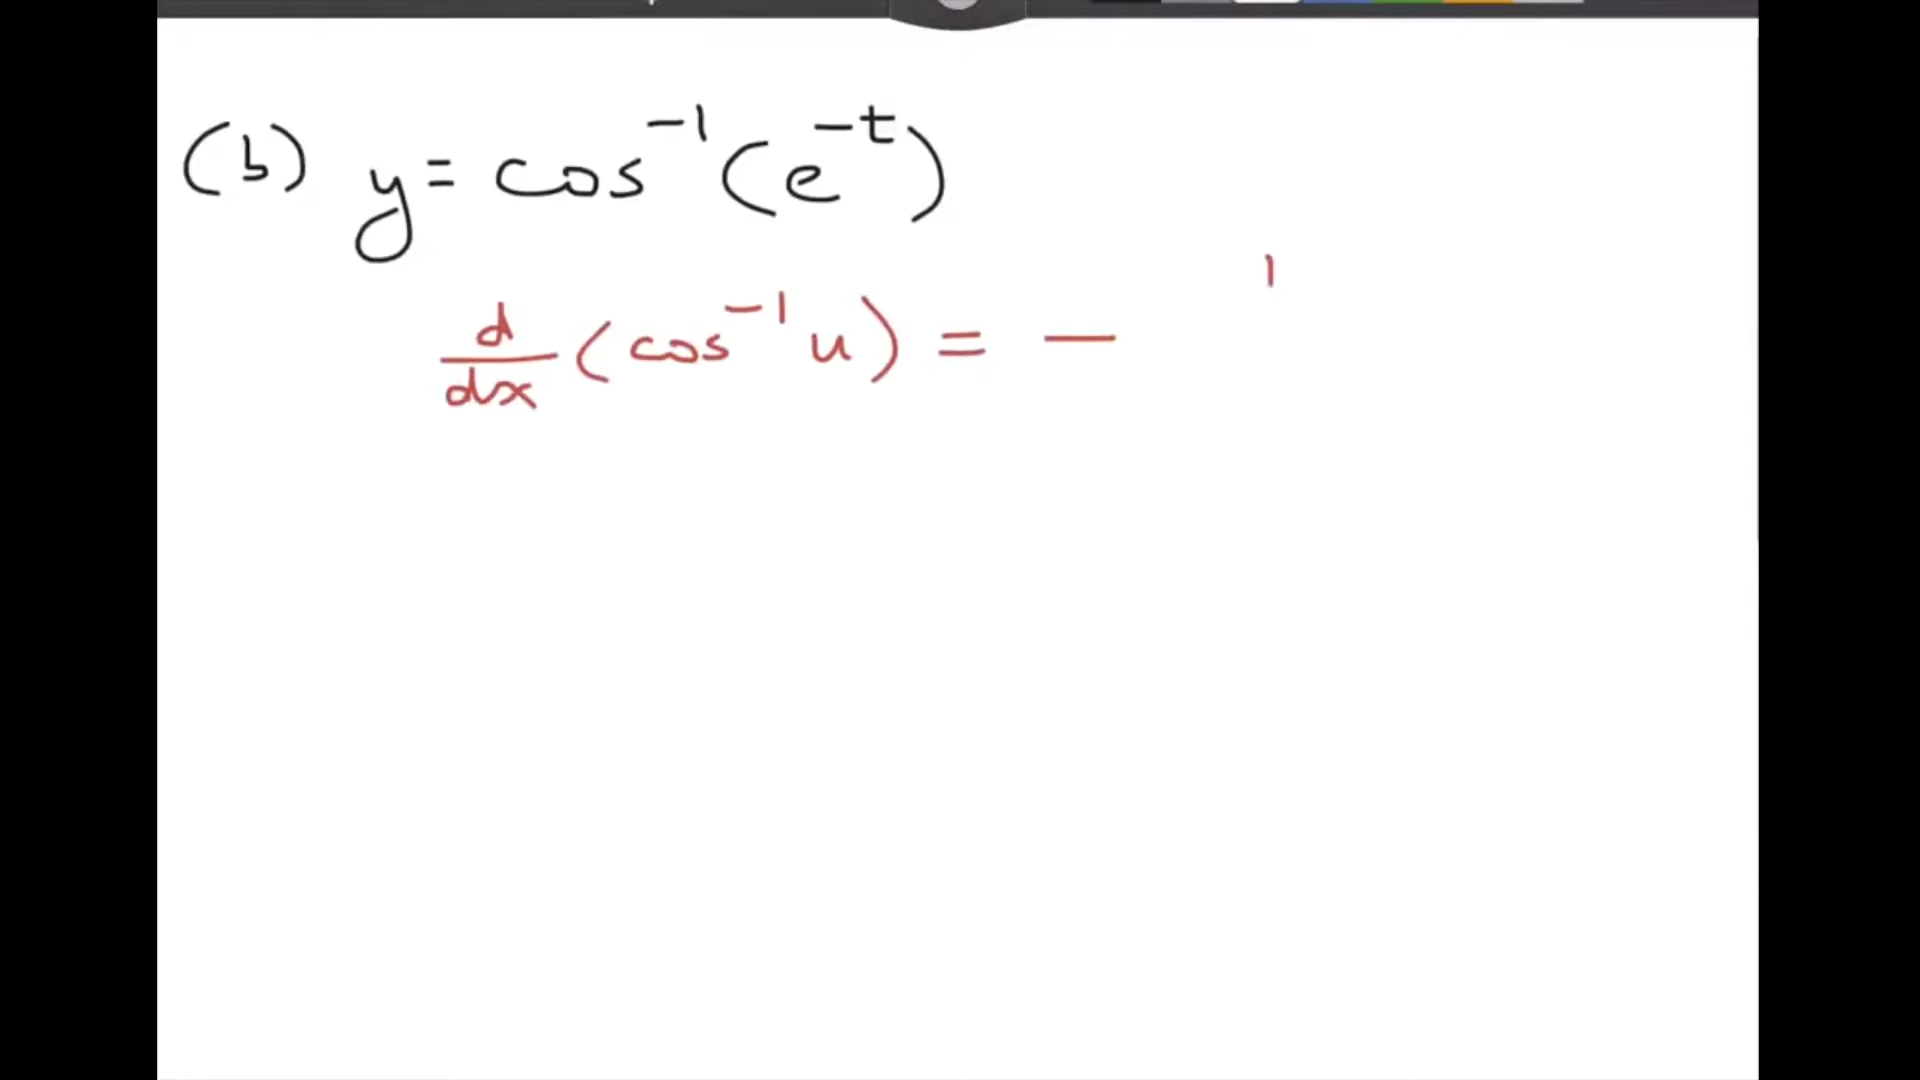 (b) y = cos⁻¹(e⁻ᵗ)
d/dx (cos⁻¹ u) = − 1